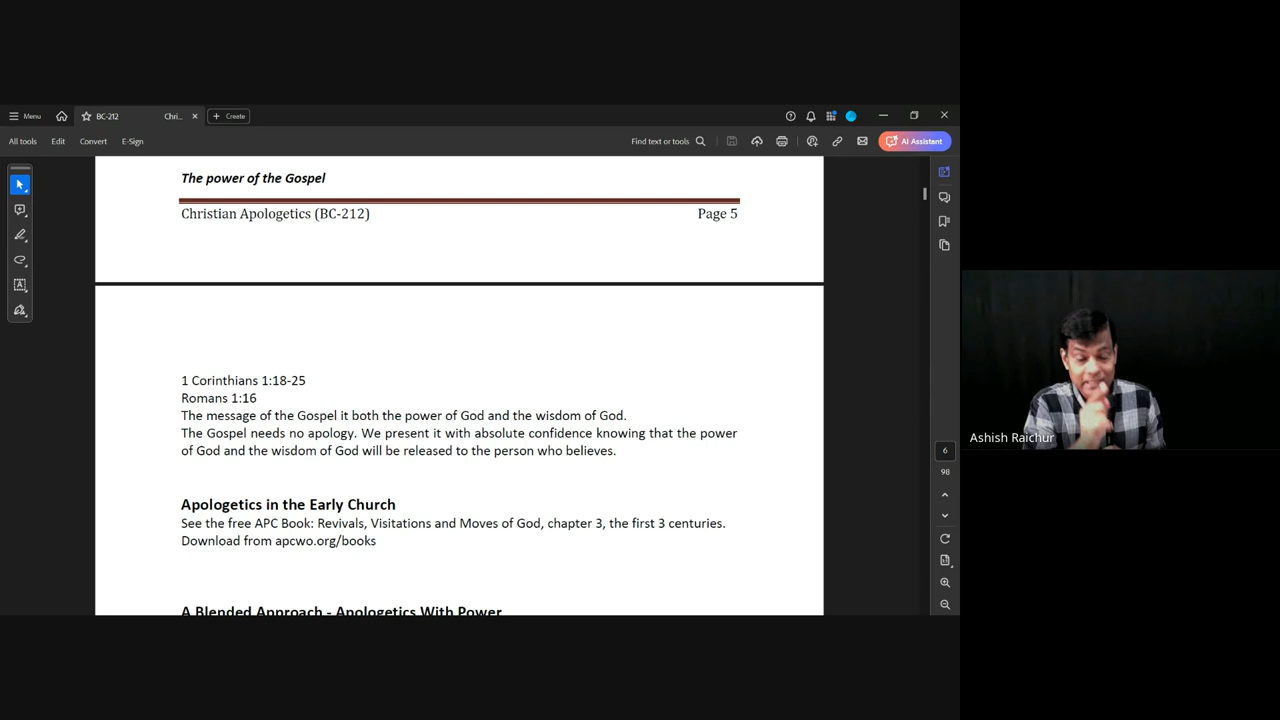 Menu
BC-212 Chri...
Create
All tools
Edit
Convert
E-Sign
Find text or tools
AI Assistant
The power of the Gospel
Christian Apologetics (BC-212) Page 5
1 Corinthians 1:18-25
Romans 1:16
The message of the Gospel it both the power of God and the wisdom of God.
The Gospel needs no apology. We present it with absolute confidence knowing that the power
of God and the wisdom of God will be released to the person who believes.
Apologetics in the Early Church
See the free APC Book: Revivals, Visitations and Moves of God, chapter 3, the first 3 centuries.
Download from apcwo.org/books
A Blended Approach - Apologetics With Power
6
98
Ashish Raichur